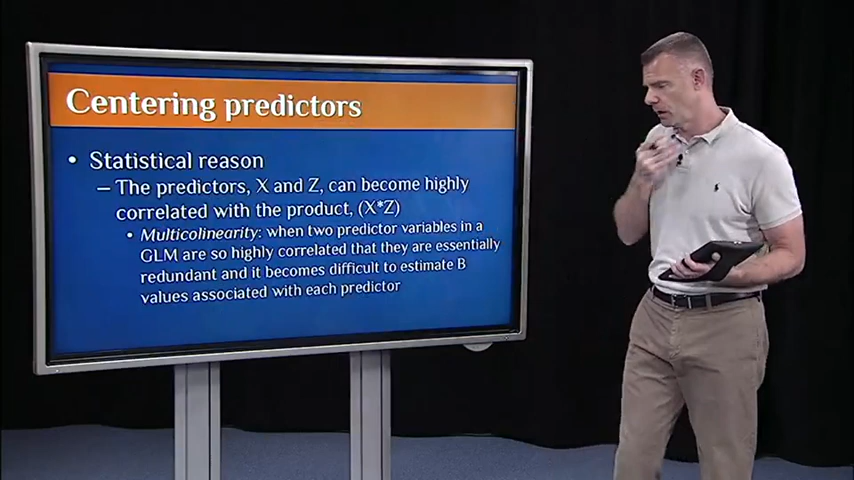 Centering predictors
• Statistical reason
– The predictors, X and Z, can become highly
correlated with the product, (X*Z)
• Multicolinearity: when two predictor variables in a
GLM are so highly correlated that they are essentially
redundant and it becomes difficult to estimate B
values associated with each predictor